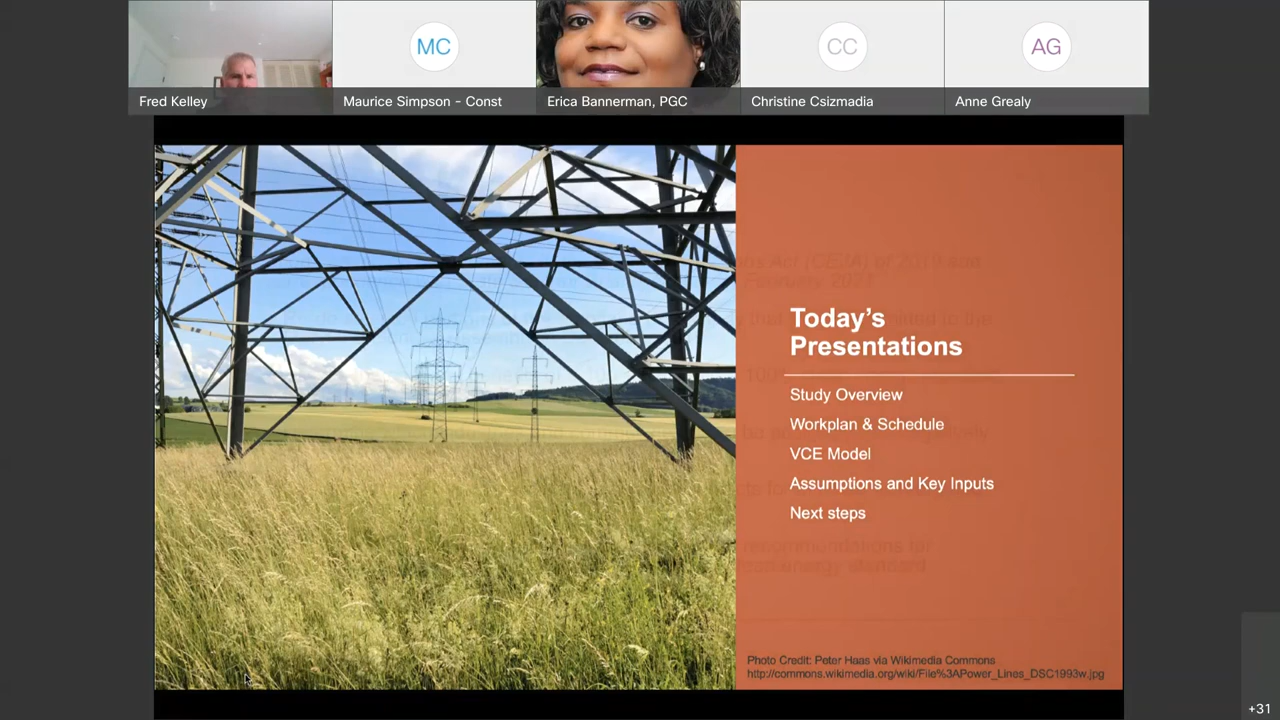 MC
CC
AG
Fred Kelley
Maurice Simpson - Const
Erica Bannerman, PGC
Christine Csizmadia
Anne Grealy
Today's
Presentations
Study Overview
Workplan & Schedule
VCE Model
Assumptions and Key Inputs
Next steps
Photo Credit: Peter Haas via Wikimedia Commons
http://commons.wikimedia.org/wiki/File%3APower_Lines_DSC1993w.jpg
+31